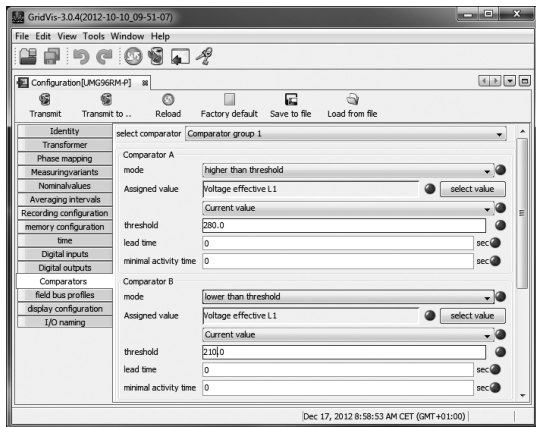 GridVis-3.0.4(2012-10-10_09-51-07)
File Edit View Tools Window Help
Configuration[UMG96RM-P]
Transmit Transmit to .. Reload Factory default Save to file Load from file
Identity
Transformer
Phase mapping
Measuringvariants
Nominalvalues
Averaging intervals
Recording configuration
memory configuration
time
Digital inputs
Digital outputs
Comparators
field bus profiles
display configuration
I/O naming
select comparator Comparator group 1
Comparator A
mode higher than threshold
Assigned value Voltage effective L1 select value
Current value
threshold 280.0
lead time 0 sec
minimal activity time 0 sec
Comparator B
mode lower than threshold
Assigned value Voltage effective L1 select value
Current value
threshold 210.0
lead time 0 sec
minimal activity time 0 sec
Dec 17, 2012 8:58:53 AM CET (GMT+01:00)